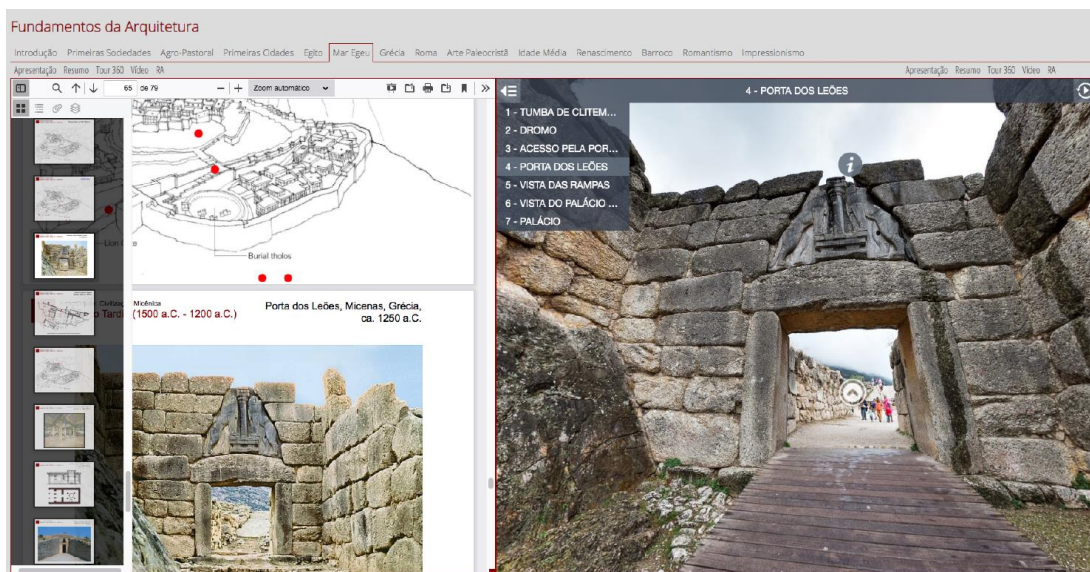 Fundamentos da Arquitetura
Introdução Primeiras Sociedades Agro-Pastoral Primeiras Cidades Egito Mar Egeu Grécia Roma Arte Paleocristã Idade Média Renascimento Barroco Romantismo Impressionismo
Apresentação Resumo Tour 360 Vídeo RA
Apresentação Resumo Tour 360 Vídeo RA
65 de 79 Zoom automático
Burial tholos
Micênica
(1500 a.C. - 1200 a.C.)
Porta dos Leões, Micenas, Grécia,
ca. 1250 a.C.
4 - PORTA DOS LEÕES
1 - TUMBA DE CLITEM...
2 - DROMO
3 - ACESSO PELA POR...
4 - PORTA DOS LEÕES
5 - VISTA DAS RAMPAS
6 - VISTA DO PALÁCIO ...
7 - PALÁCIO
i